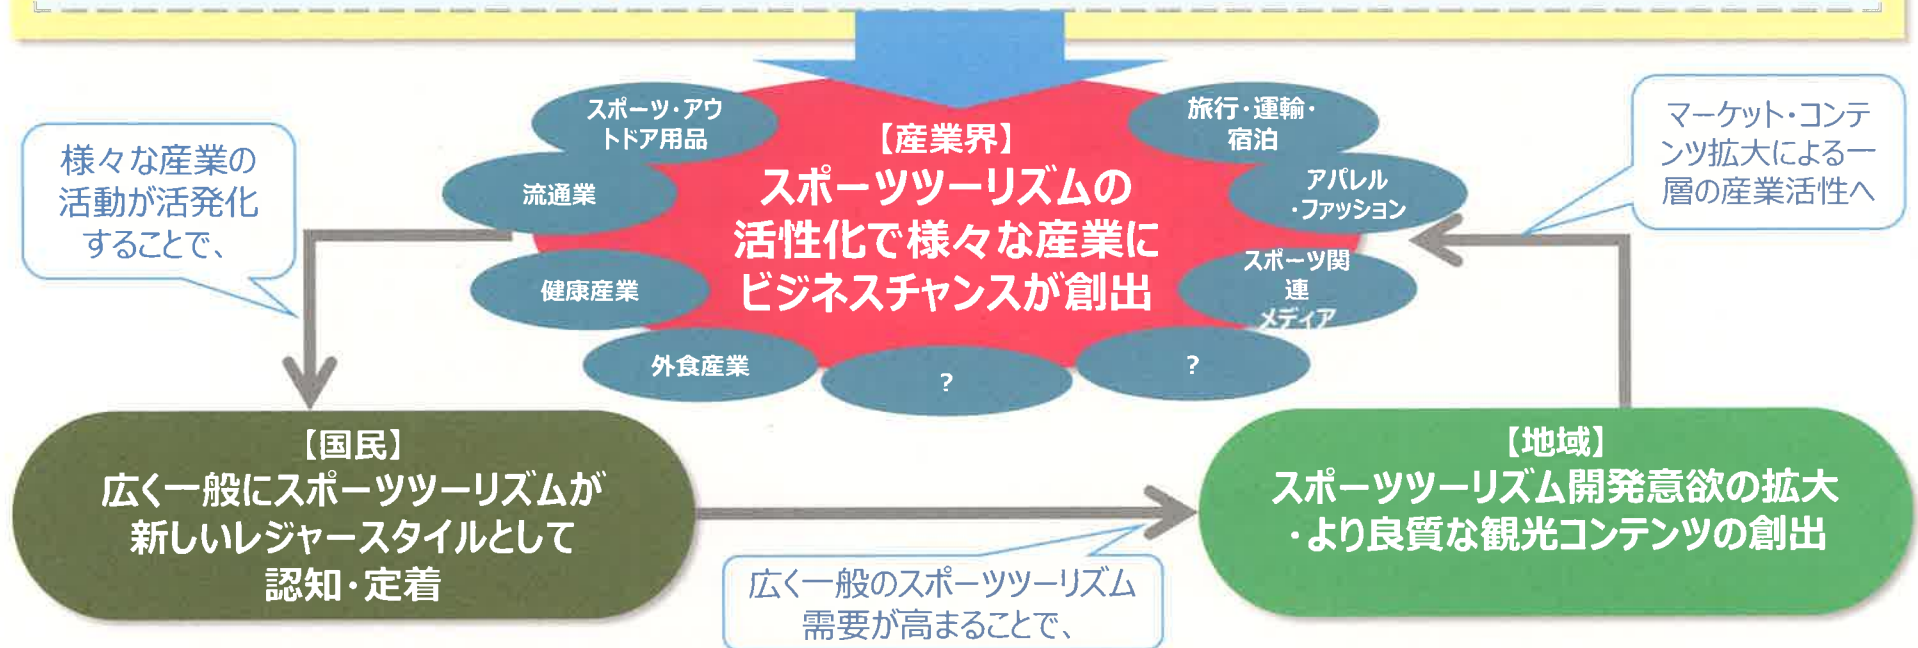 スポーツ・アウ
トドア用品
旅行・運輸・
宿泊
マーケット・コンテ
ンツ拡大による一
層の産業活性へ
様々な産業の
活動が活発化
することで、
【産業界】
スポーツツーリズムの
活性化で様々な産業に
ビジネスチャンスが創出
流通業
アパレル
・ファッション
健康産業
スポーツ関
連
メディア
外食産業
?
?
【国民】
広く一般にスポーツツーリズムが
新しいレジャースタイルとして
認知・定着
【地域】
スポーツツーリズム開発意欲の拡大
・より良質な観光コンテンツの創出
広く一般のスポーツツーリズム
需要が高まることで、